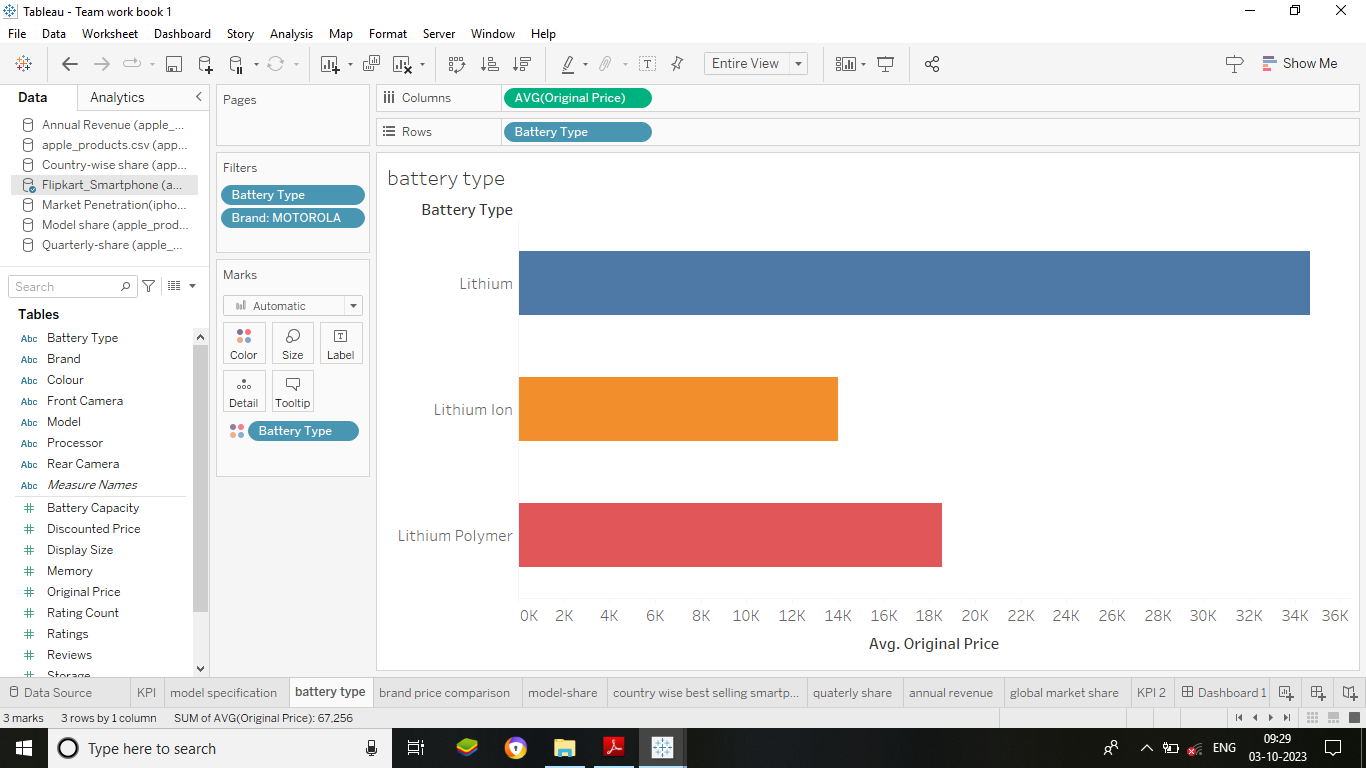 Tableau - Team work book 1
File Data Worksheet Dashboard Story Analysis Map Format Server Window Help
Entire View
Show Me
Data Analytics
Annual Revenue (apple_...
apple_products.csv (app...
Country-wise share (app...
Flipkart_Smartphone (a...
Market Penetration(ipho...
Model share (apple_prod...
Quarterly-share (apple_...
Search
Tables
Abc Battery Type
Abc Brand
Abc Colour
Abc Front Camera
Abc Model
Abc Processor
Abc Rear Camera
Abc Measure Names
# Battery Capacity
# Discounted Price
# Display Size
# Memory
# Original Price
# Rating Count
# Ratings
# Reviews
# Storage
Pages
Filters
Battery Type
Brand: MOTOROLA
Marks
Automatic
Color Size Label
Detail Tooltip
Battery Type
Columns AVG(Original Price)
Rows Battery Type
battery type
Battery Type
Lithium
Lithium Ion
Lithium Polymer
0K 2K 4K 6K 8K 10K 12K 14K 16K 18K 20K 22K 24K 26K 28K 30K 32K 34K 36K
Avg. Original Price
Data Source KPI model specification battery type brand price comparison model-share country wise best selling smartp... quaterly share annual revenue global market share KPI 2 Dashboard 1
3 marks 3 rows by 1 column SUM of AVG(Original Price): 67,256
Type here to search
ENG
09:29
03-10-2023